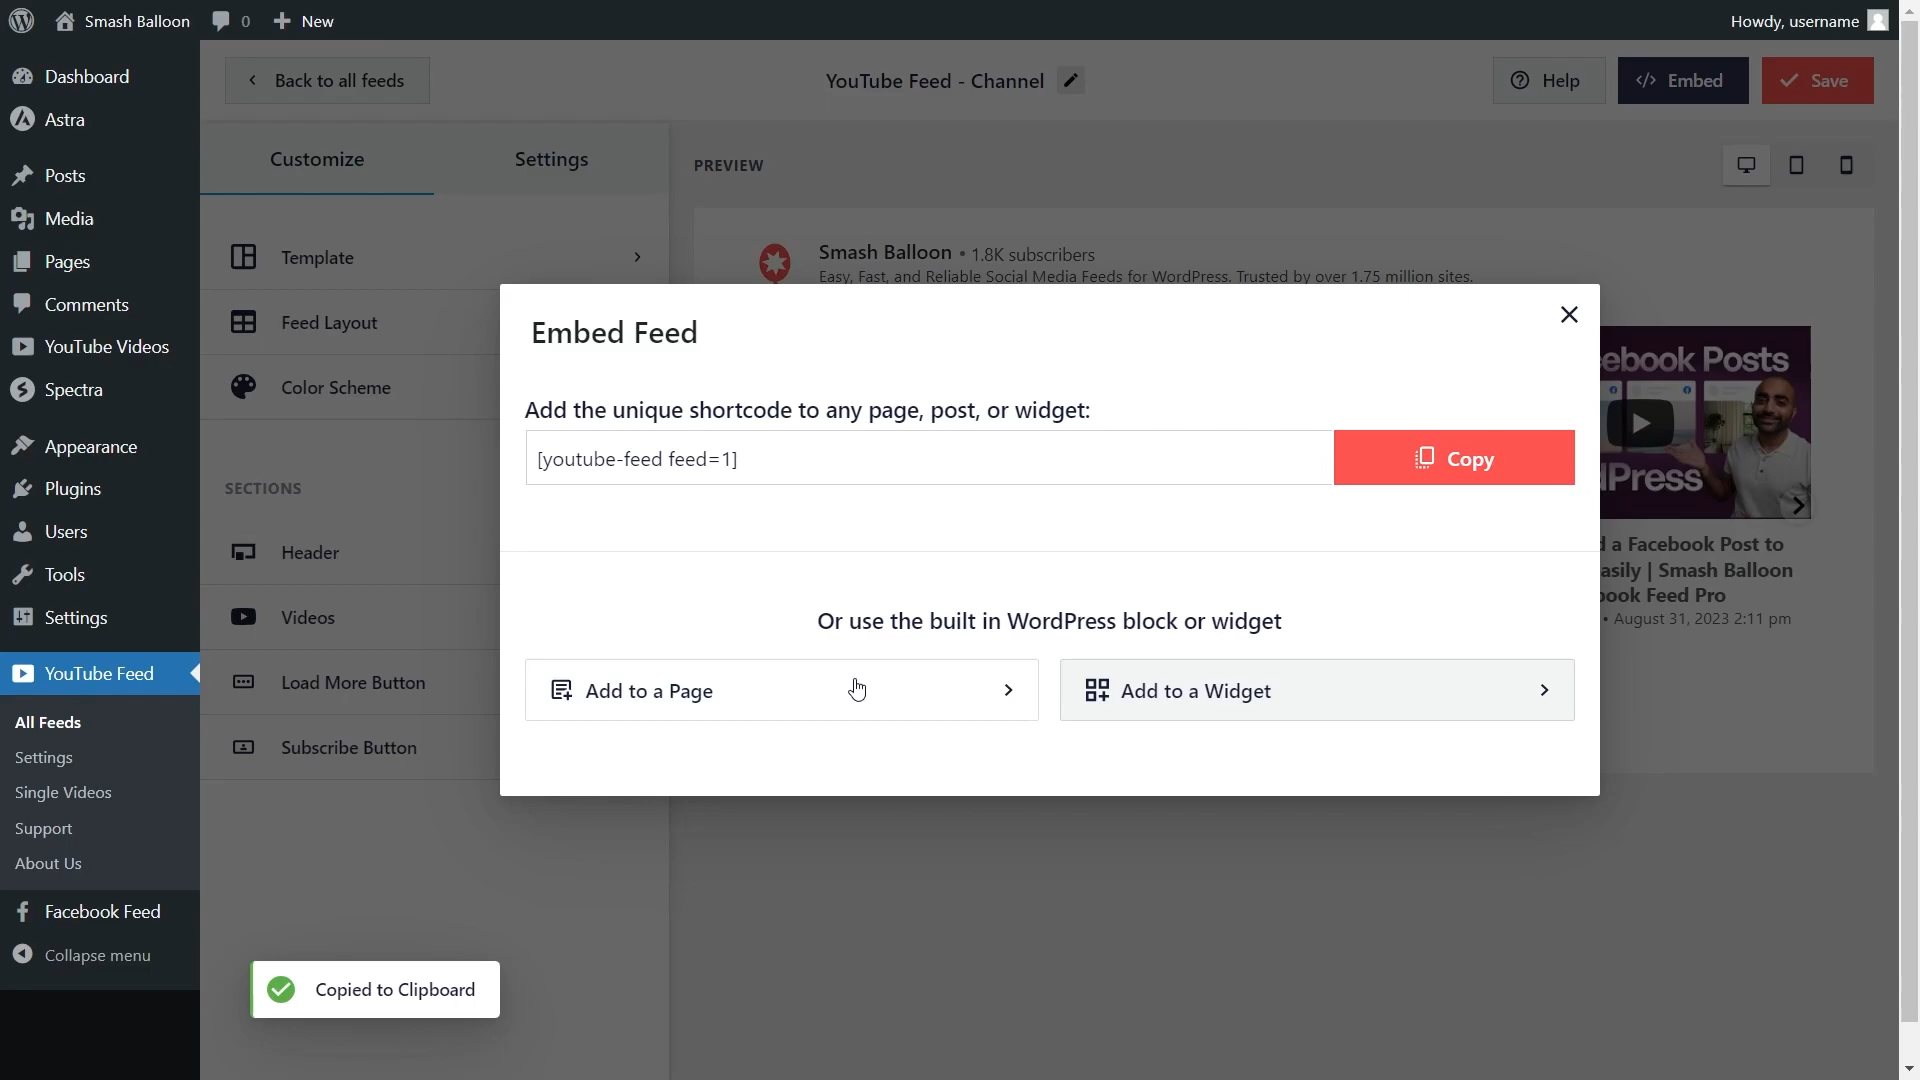 Smash Balloon 0 New Howdy, username
Dashboard
Astra
Posts
Media
Pages
Comments
YouTube Videos
Spectra
Appearance
Plugins
Users
Tools
Settings
YouTube Feed
All Feeds
Settings
Single Videos
Support
About Us
Facebook Feed
Collapse menu
Back to all feeds YouTube Feed - Channel Help </> Embed Save
Customize Settings
Template
Feed Layout
Color Scheme
SECTIONS
Header
Videos
Load More Button
Subscribe Button
PREVIEW
Smash Balloon • 1.8K subscribers
Easy, Fast, and Reliable Social Media Feeds for WordPress. Trusted by over 1.75 million sites.
Embed Feed
Add the unique shortcode to any page, post, or widget:
[youtube-feed feed=1] Copy
Or use the built in WordPress block or widget
Add to a Page Add to a Widget
ebook Posts
dPress
d a Facebook Post to
asily | Smash Balloon
ook Feed Pro
• August 31, 2023 2:11 pm
Copied to Clipboard